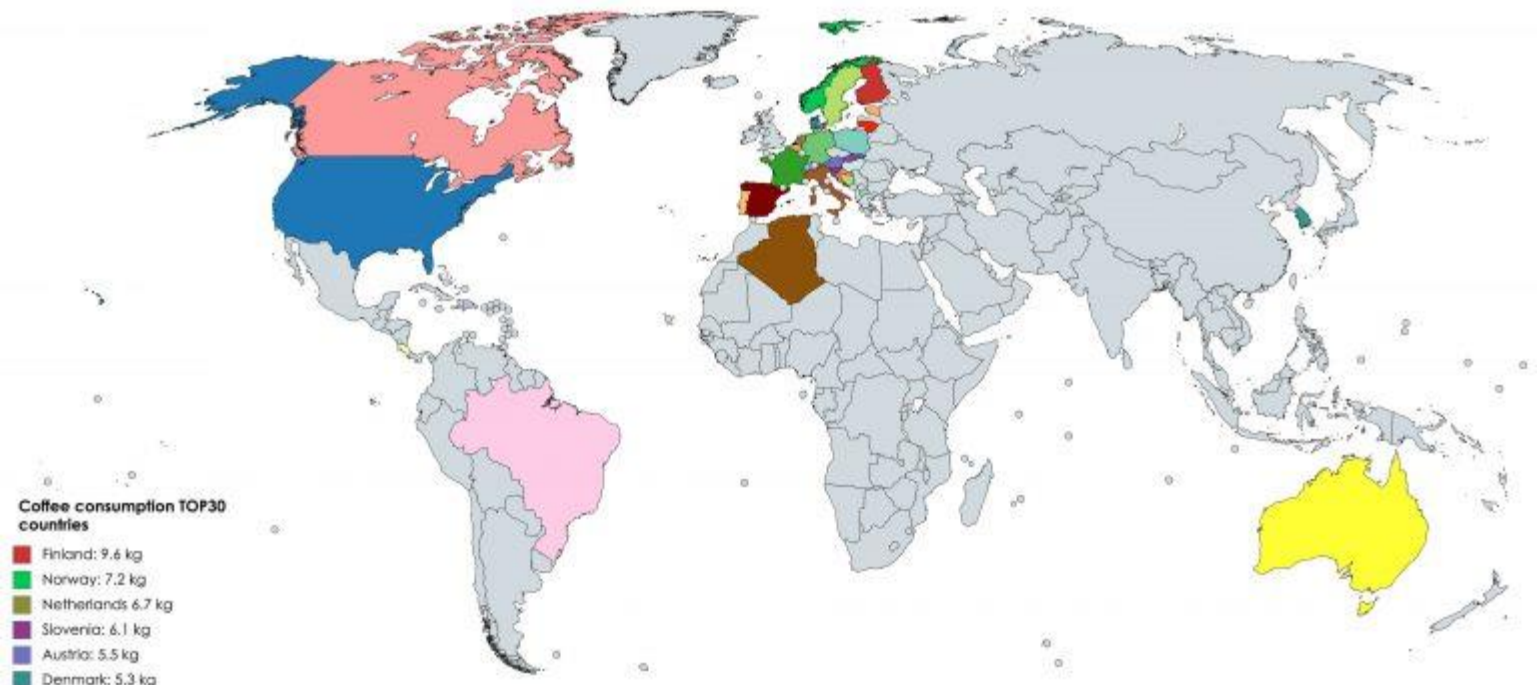 Coffee consumption TOP30
countries
Finland: 9.6 kg
Norway: 7.2 kg
Netherlands 6.7 kg
Slovenia: 6.1 kg
Austria: 5.5 kg
Denmark: 5.3 kg